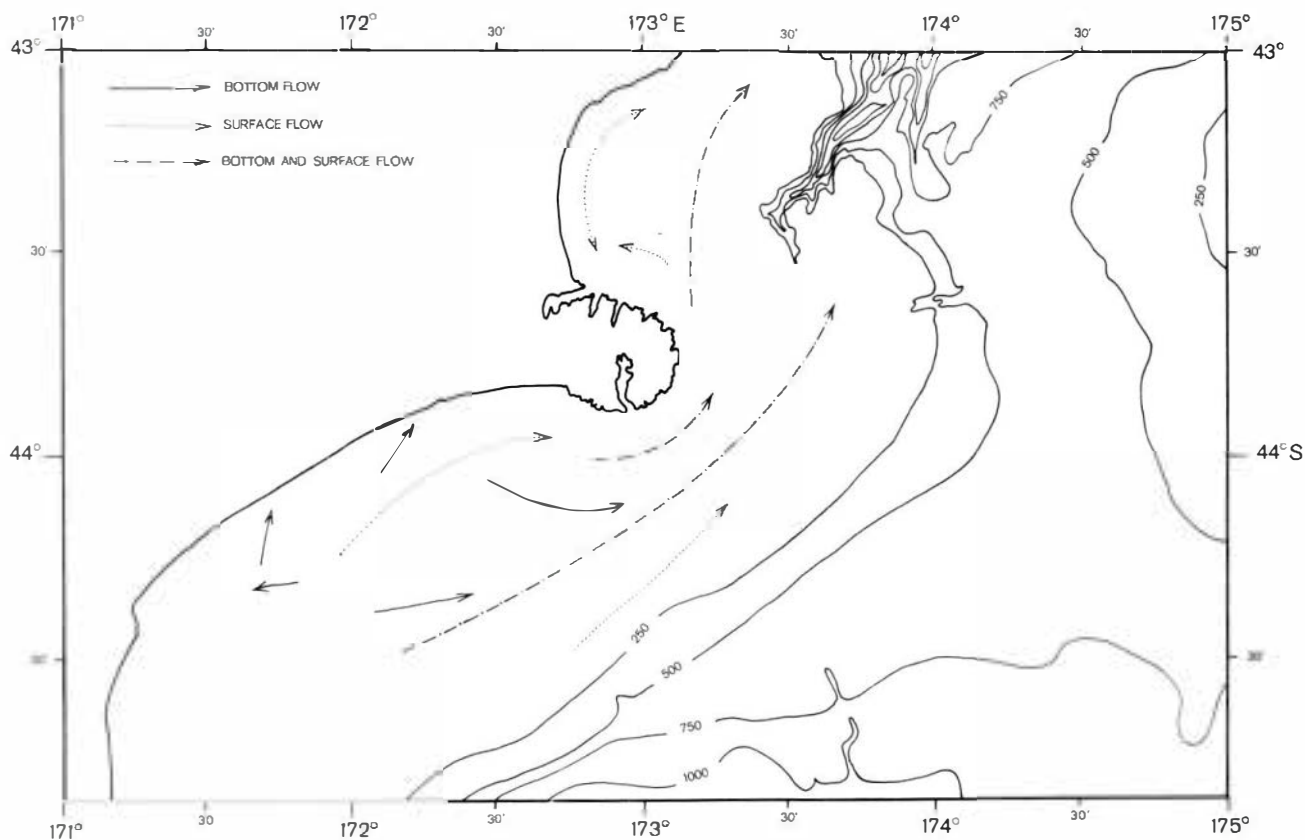 171° 172° 173° E 174° 175°
30' 30' 30' 30'
43° 43°
BOTTOM FLOW
SURFACE FLOW
BOTTOM AND SURFACE FLOW
750
500
250
30' 30'
44° 44° S
250
500
30' 30'
750
1000
30' 30' 30' 30'
171° 172° 173° 174° 175°